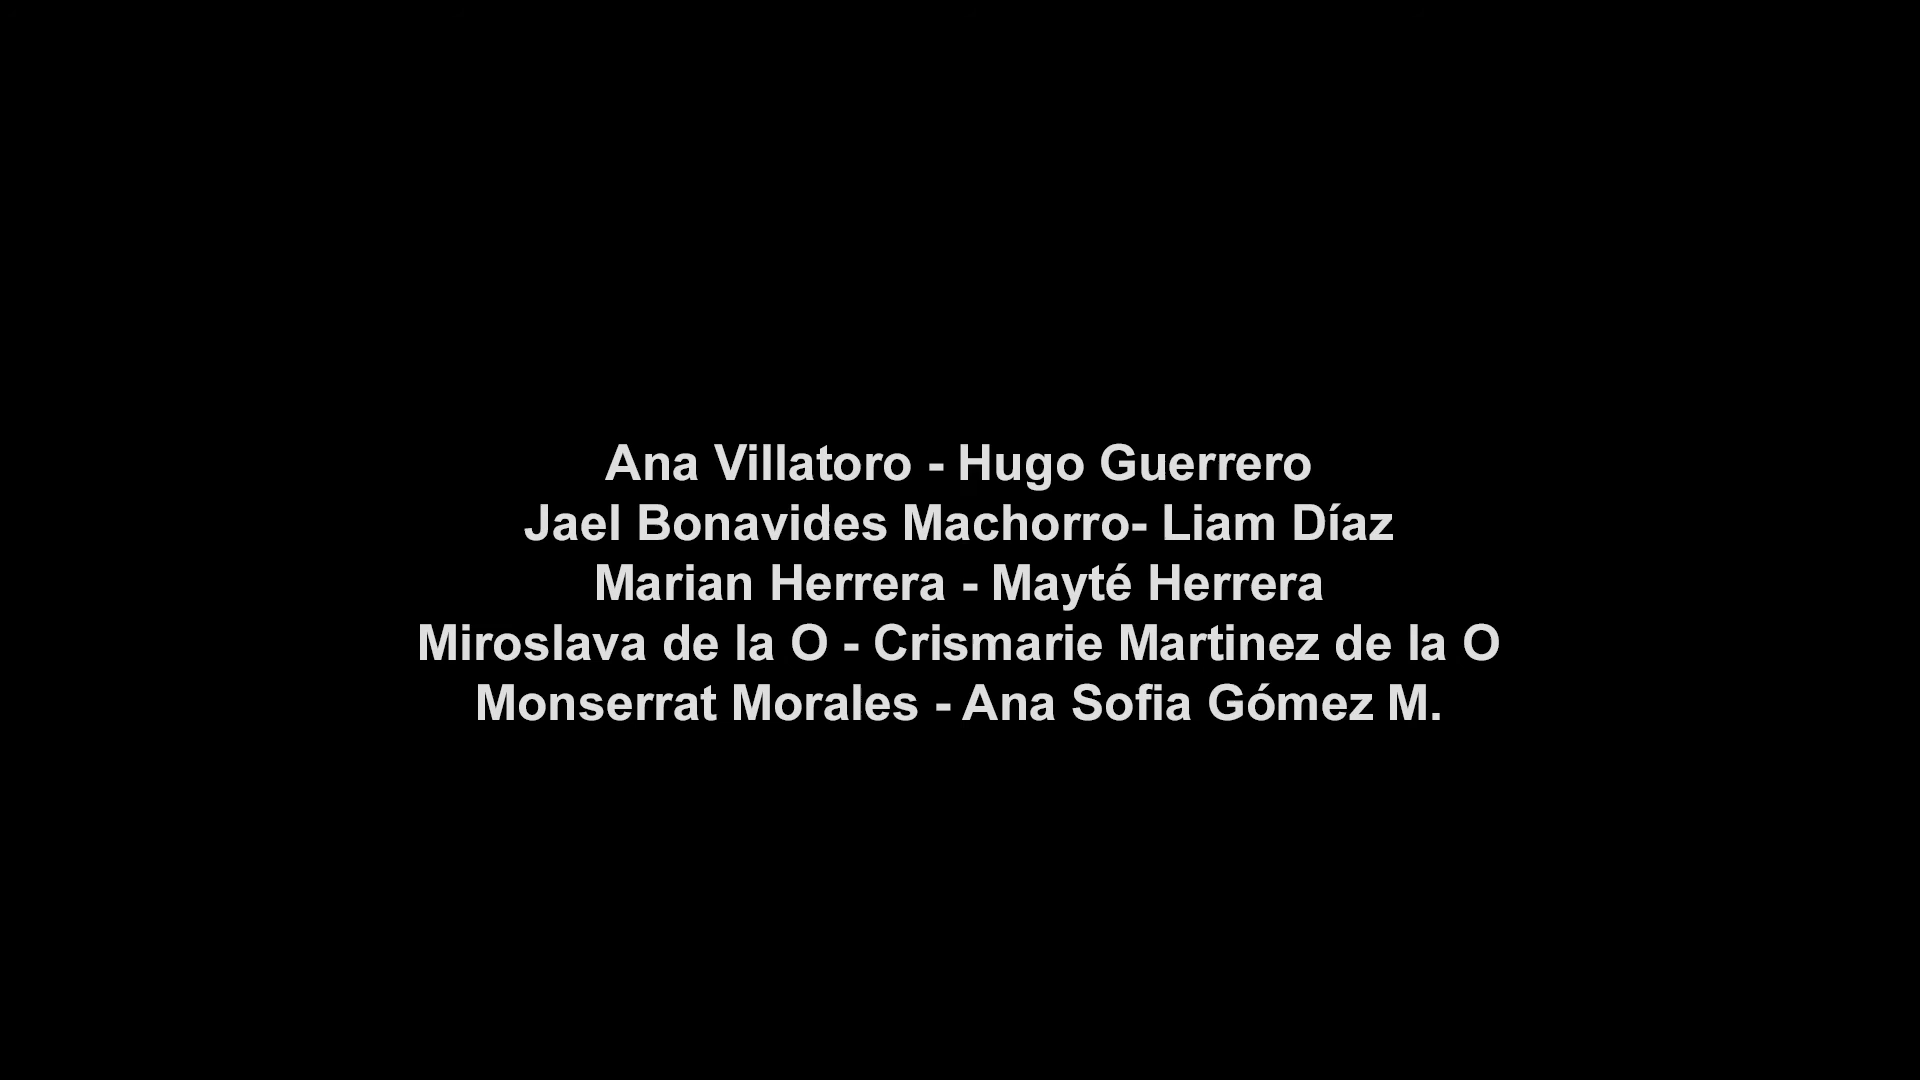 Ana Villatoro - Hugo Guerrero
Jael Bonavides Machorro- Liam Díaz
Marian Herrera - Mayté Herrera
Miroslava de la O - Crismarie Martinez de la O
Monserrat Morales - Ana Sofia Gómez M.